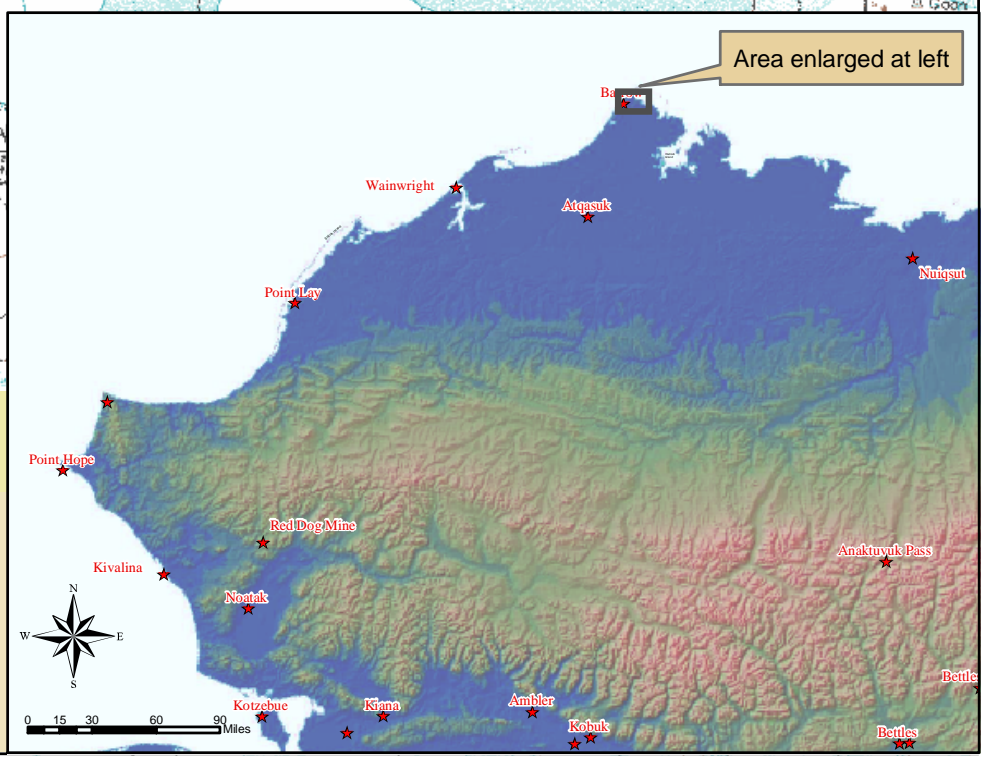 Area enlarged at left
Wainwright
Atqasuk
Nuiqsut
Point Lay
Point Hope
Red Dog Mine
Anaktuvuk Pass
Kivalina
Noatak
N
W E
S
Bettle
Kotzebue
Kiana
Ambler
Kobuk
Bettles
0 15 30 60 90
Miles